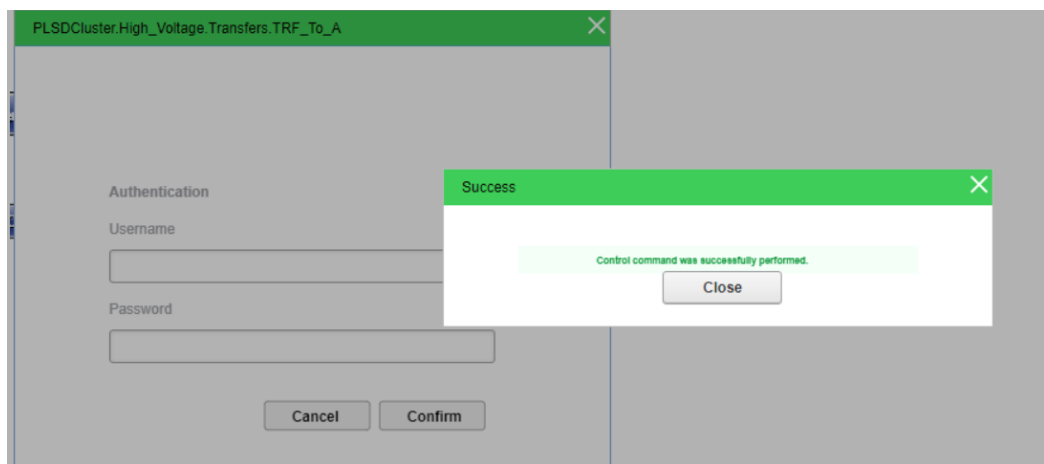 PLSDCluster.High_Voltage.Transfers.TRF_To_A
Success
Control command was successfully performed.
Close
Authentication
Username
Password
Cancel
Confirm